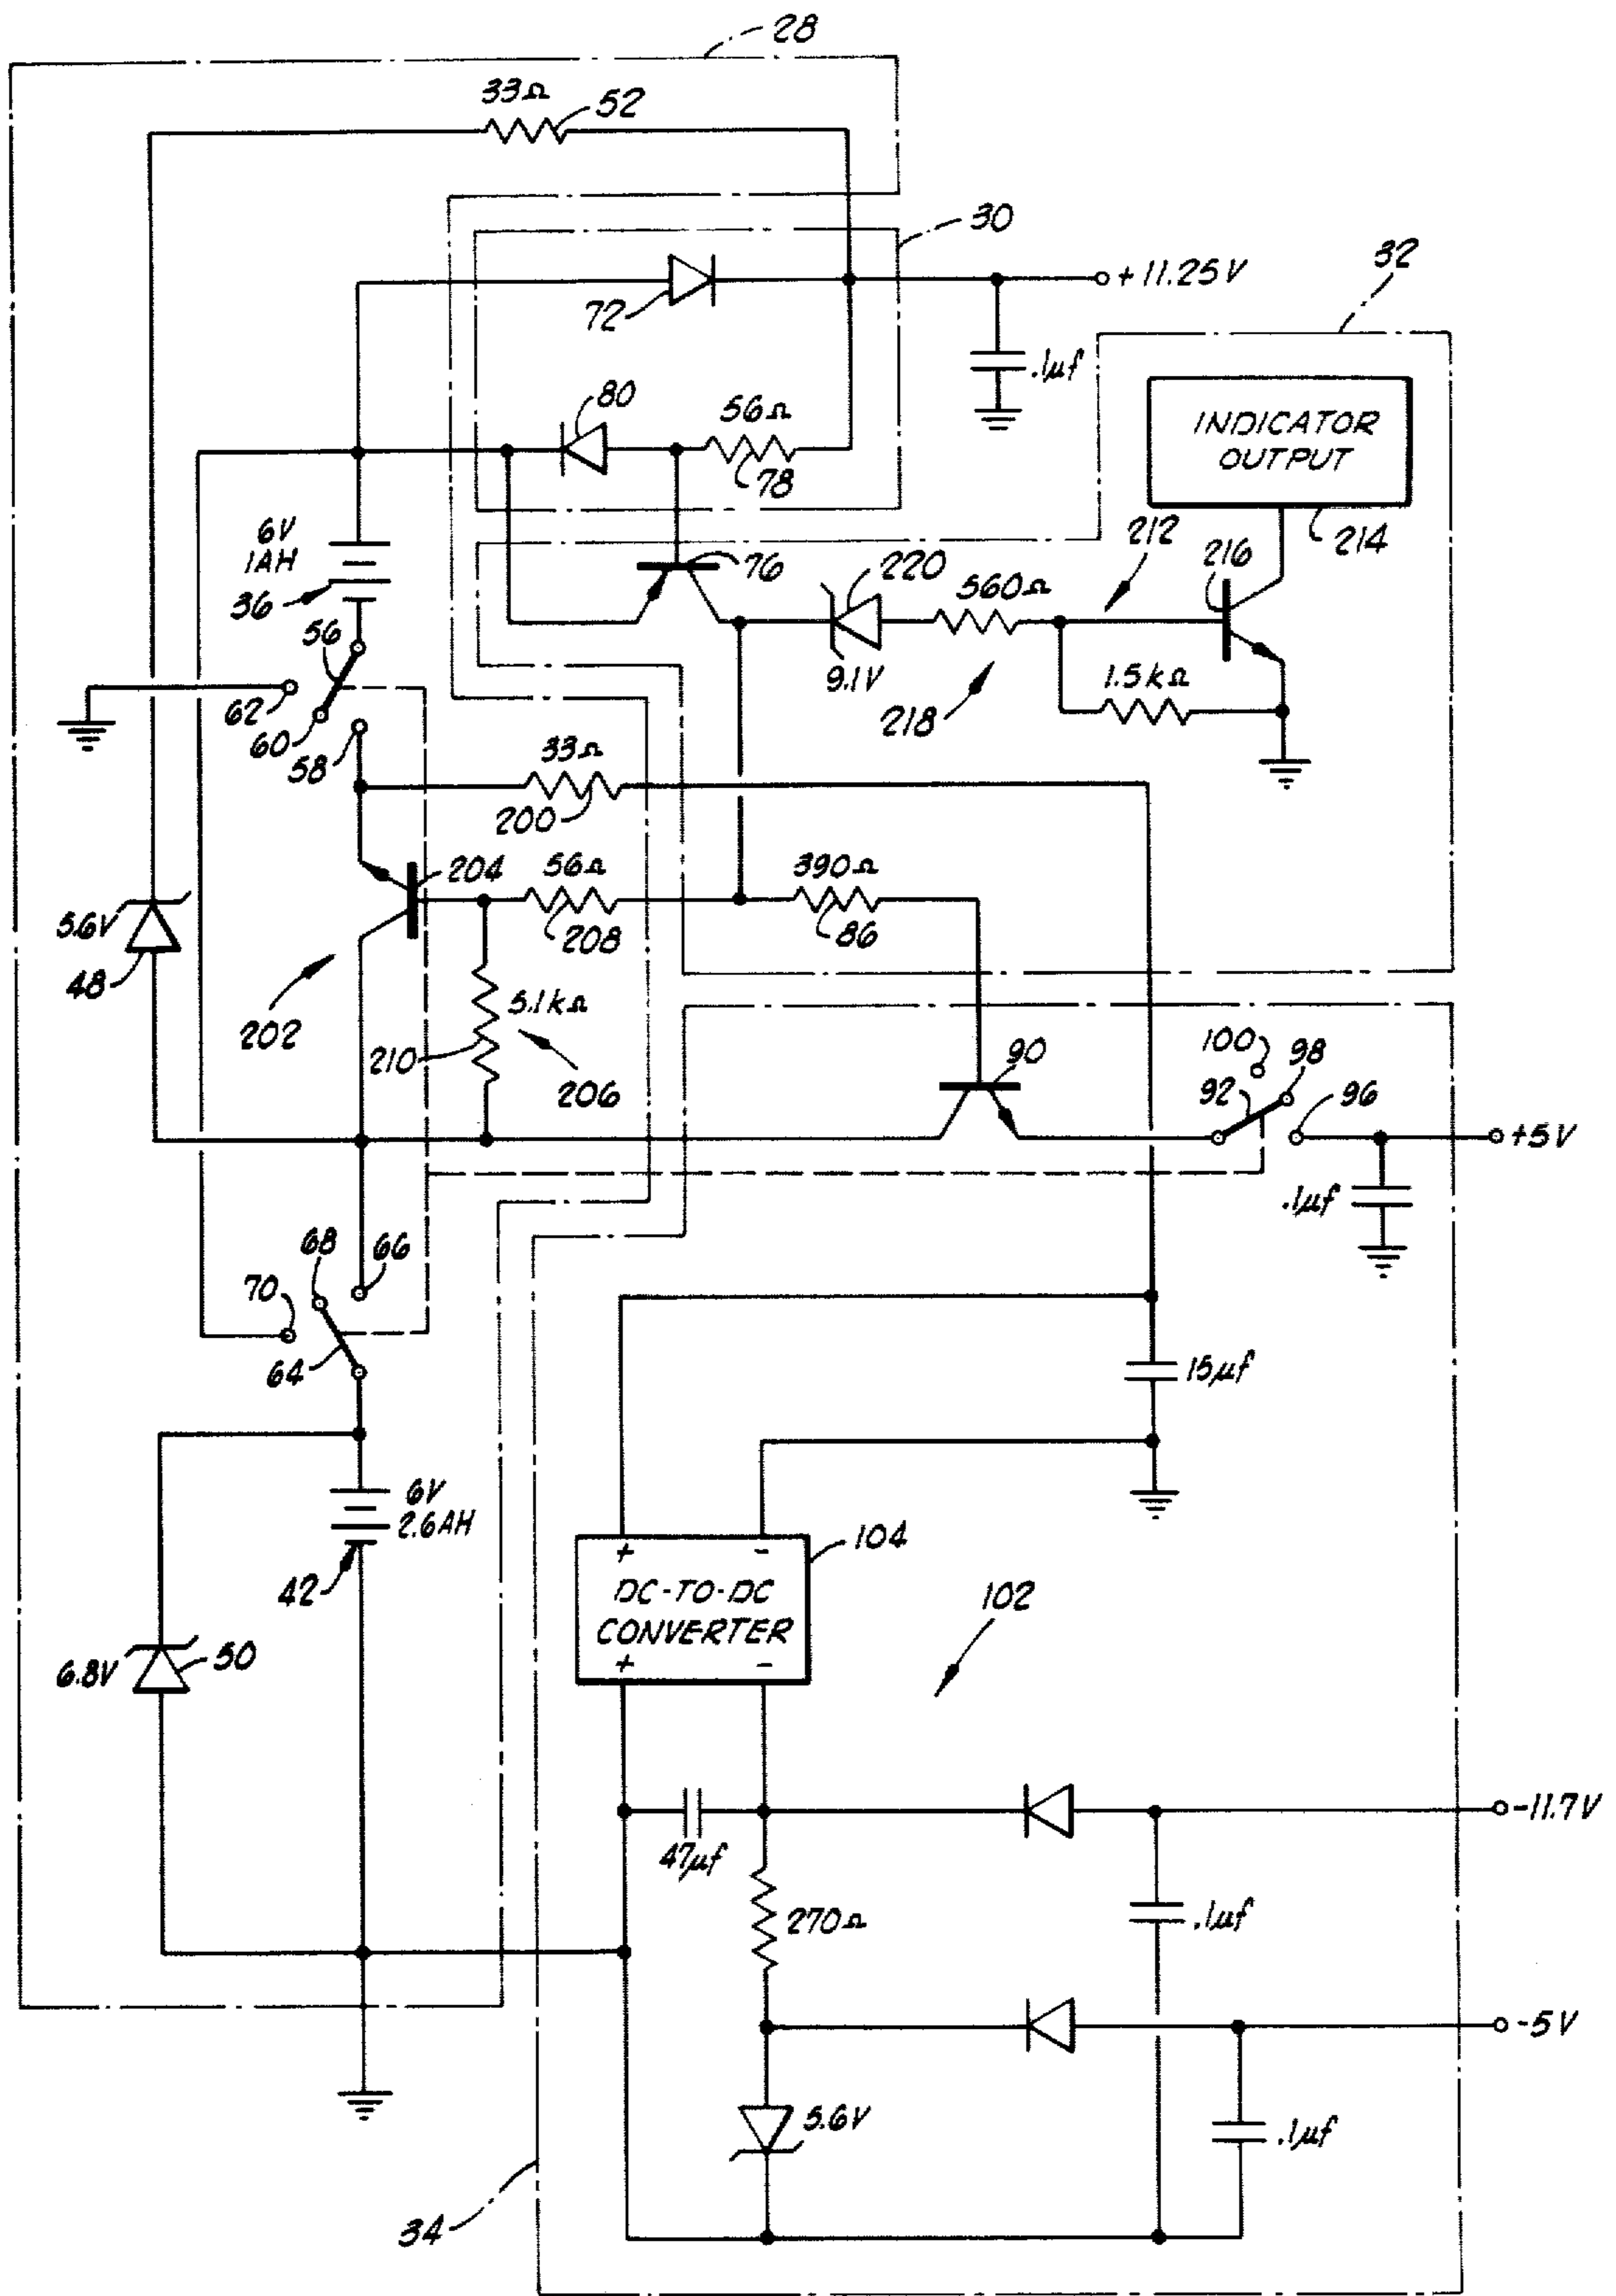 28
33Ω
52
30
32
+11.25V
72
.1µf
80
56Ω
78
INDICATOR
OUTPUT
214
6V
1AH
36
76
212
216
220
560Ω
56
9.1V
1.5kΩ
62
60
58
218
33Ω
200
204
56Ω
208
390Ω
86
5.6V
48
202
5.1kΩ
210
206
90
100
98
92
96
+5V
.1µf
68
66
70
64
15µf
6V
2.6AH
42
104
+ -
DC-TO-DC
CONVERTER
+ -
102
6.8V
50
-11.7V
47µf
270Ω
.1µf
-5V
5.6V
.1µf
34